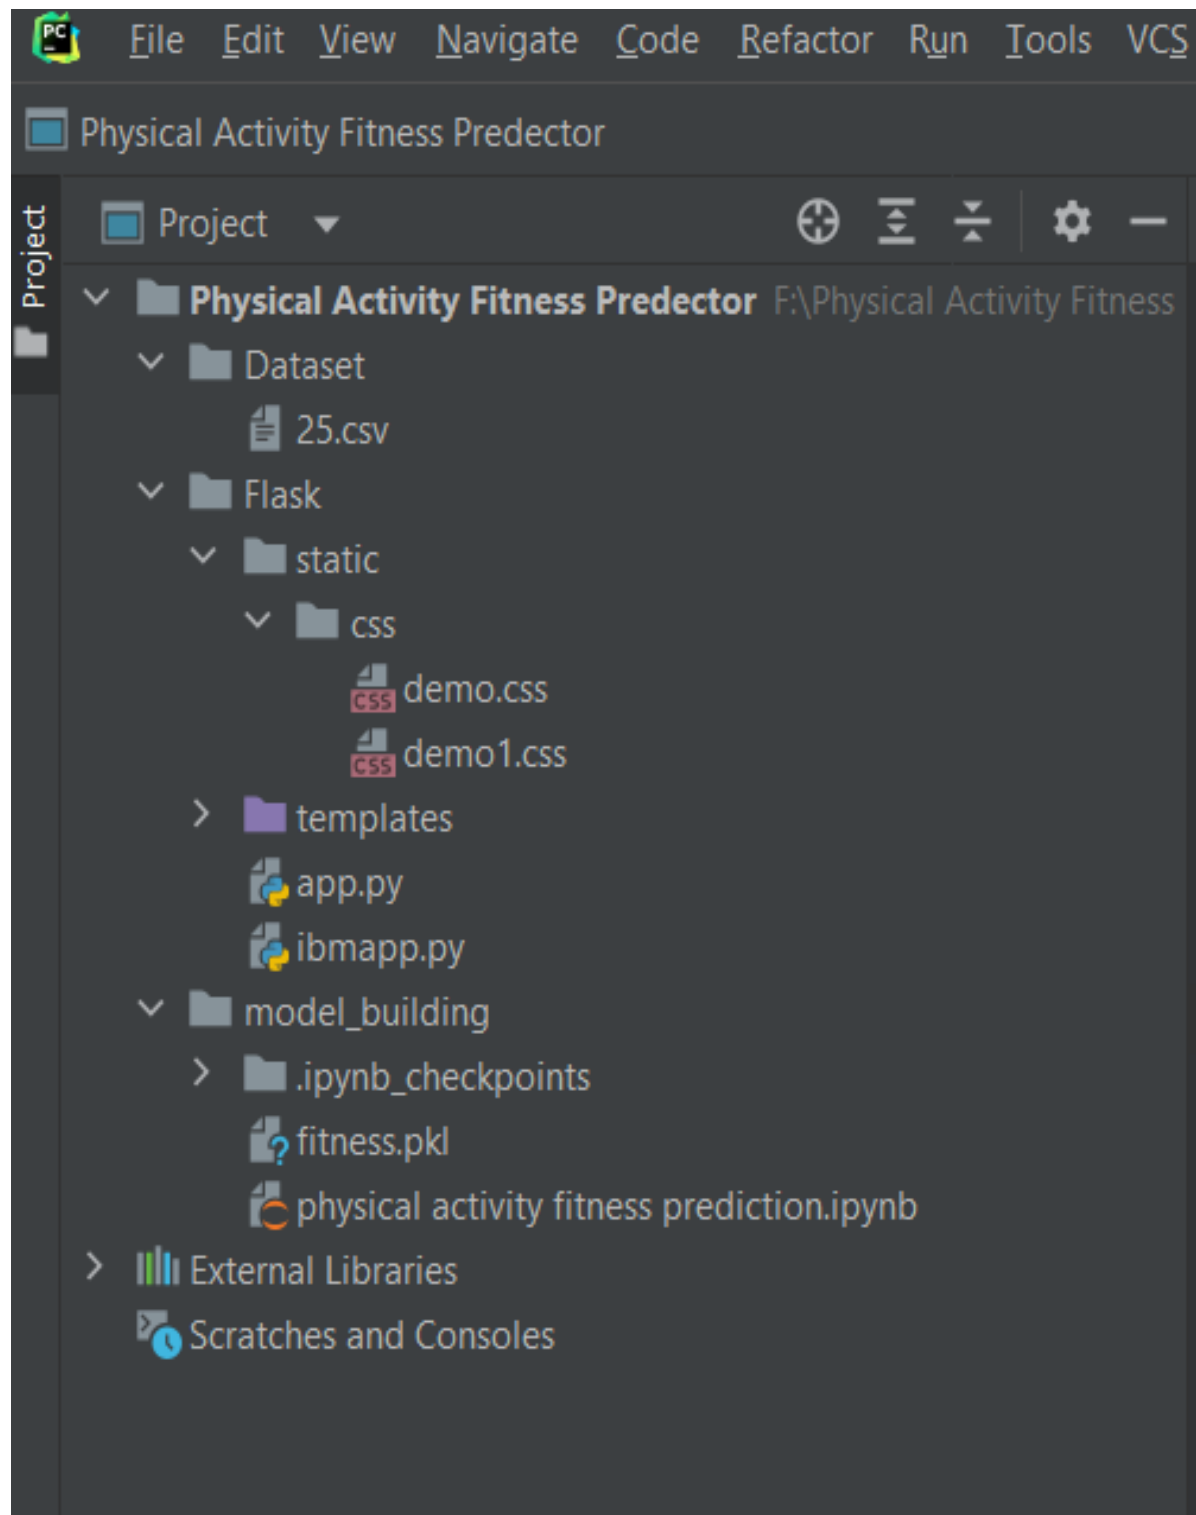 PC File Edit View Navigate Code Refactor Run Tools VCS
Physical Activity Fitness Predector
Project
Project
Physical Activity Fitness Predector F:\Physical Activity Fitness
Dataset
25.csv
Flask
static
css
CSS demo.css
CSS demo1.css
templates
app.py
ibmapp.py
model_building
.ipynb_checkpoints
? fitness.pkl
physical activity fitness prediction.ipynb
External Libraries
Scratches and Consoles